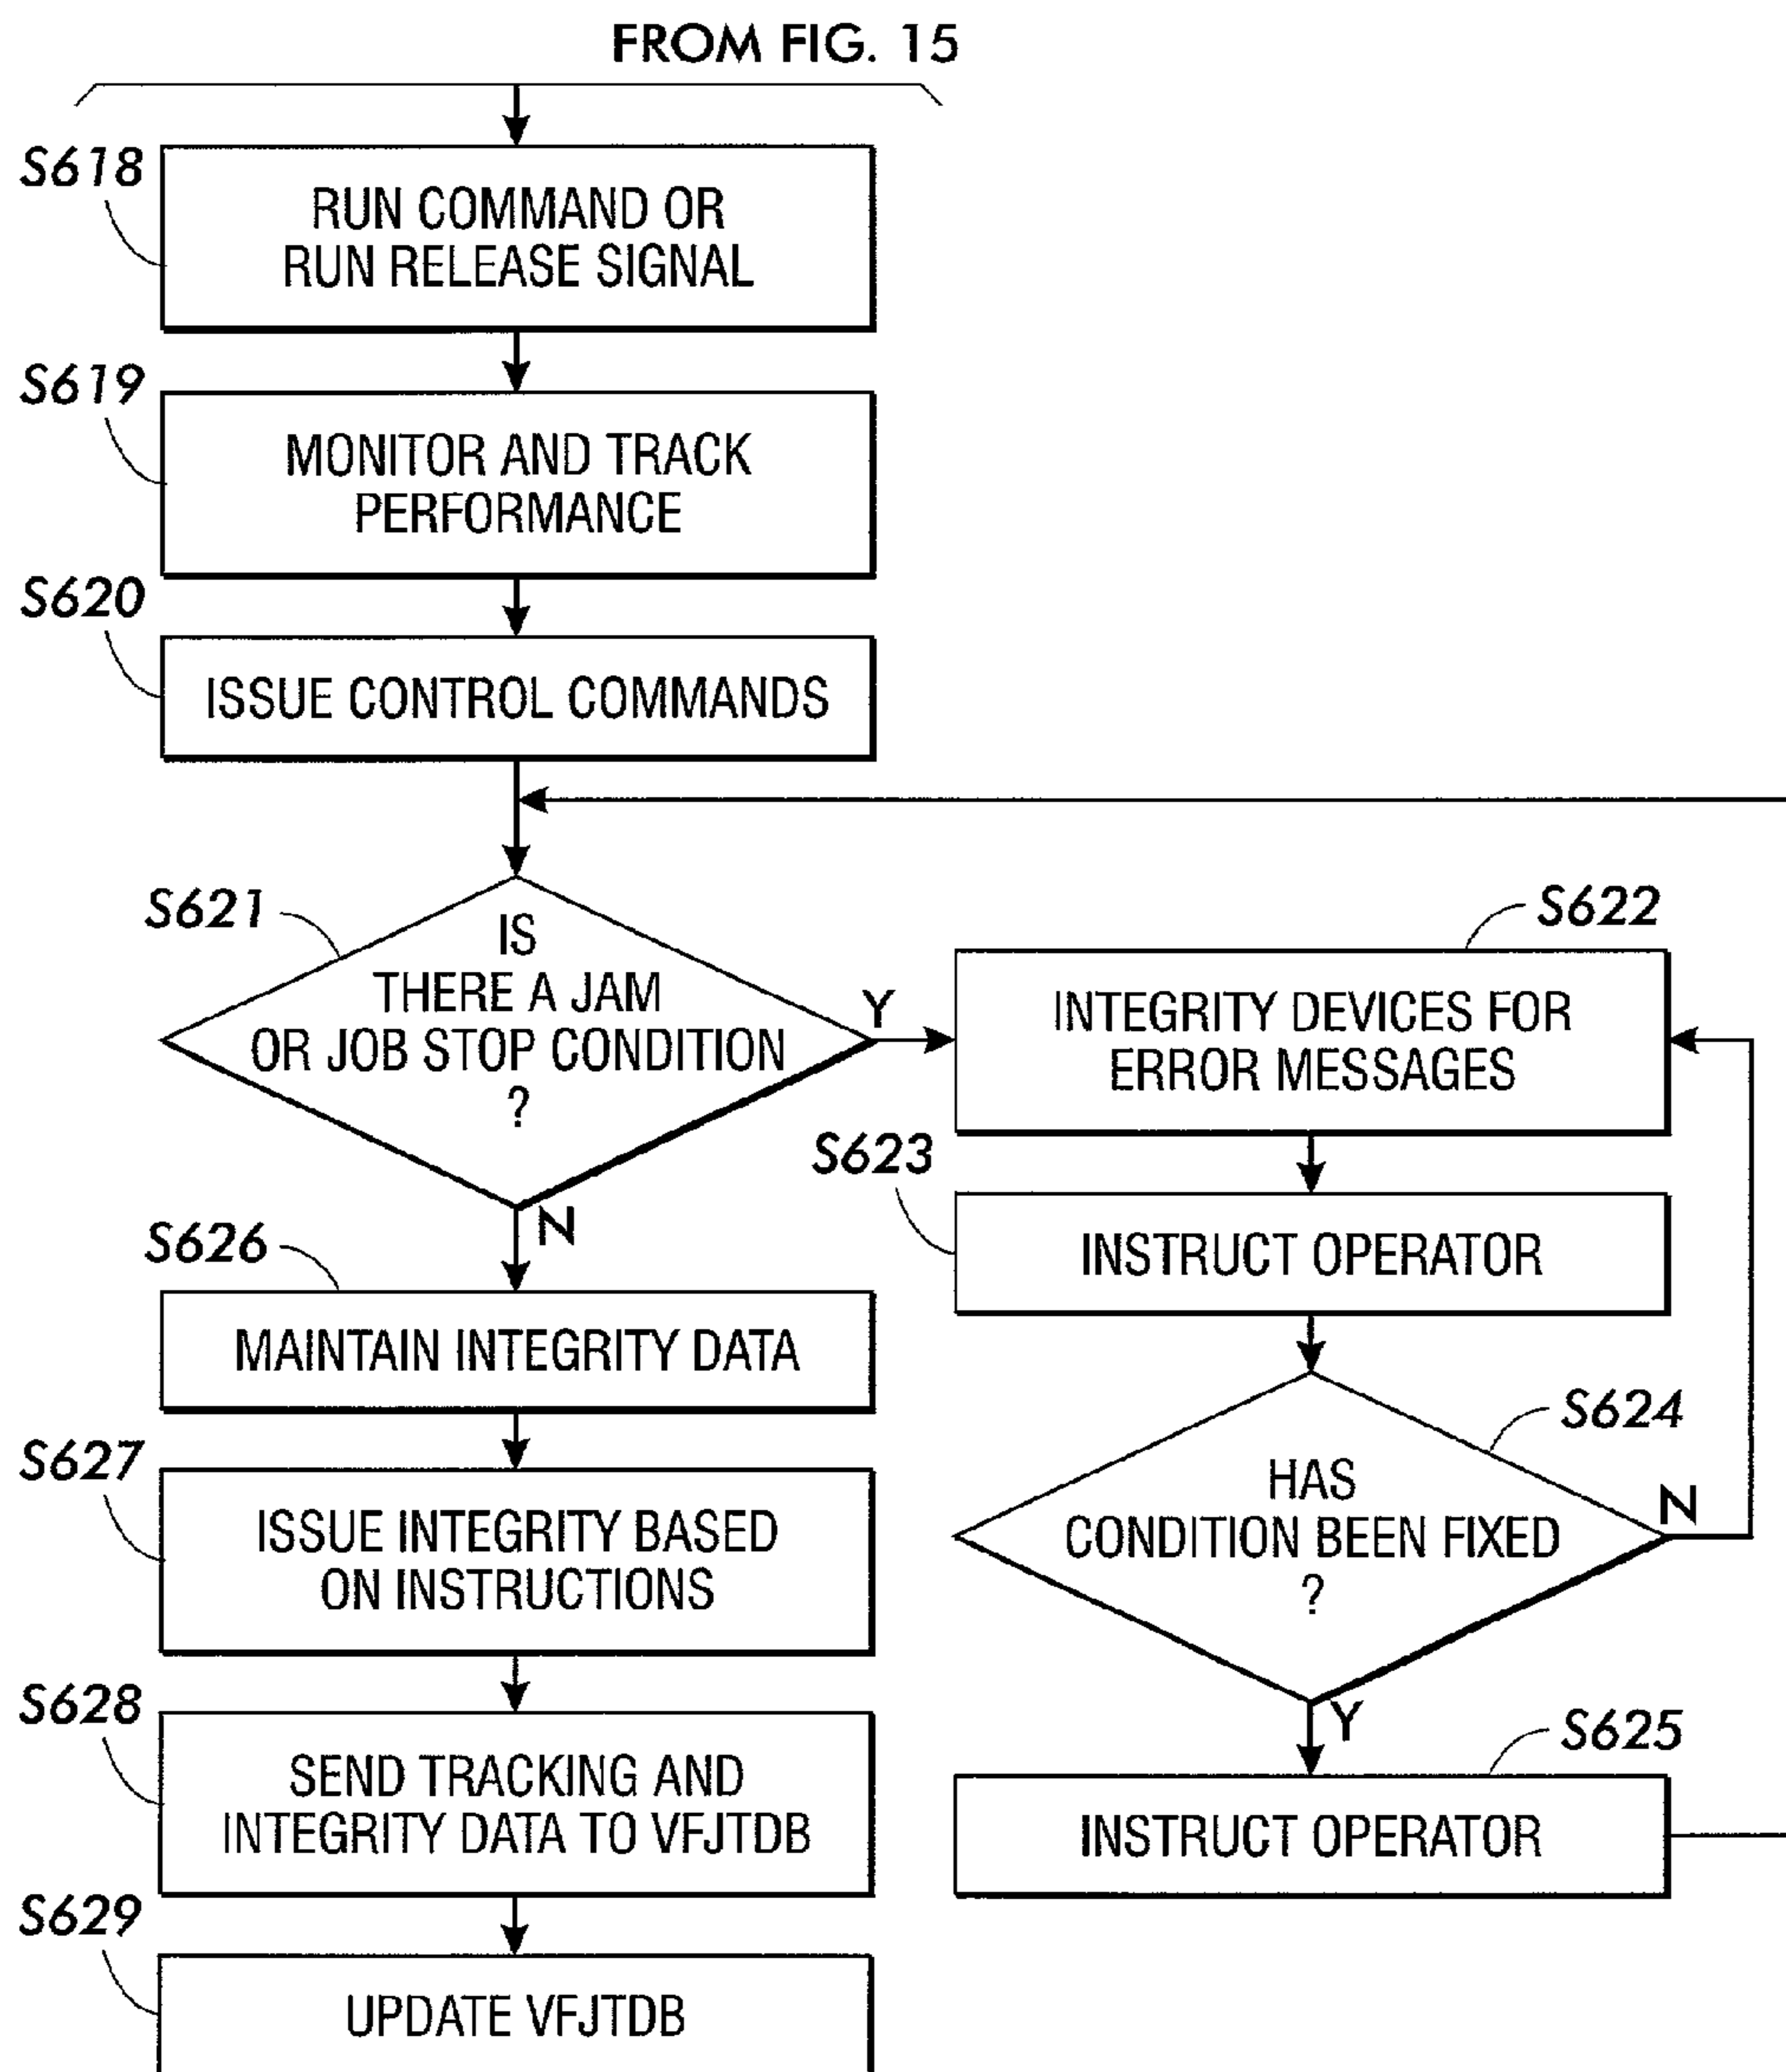 FROM FIG. 15
S618
RUN COMMAND OR
RUN RELEASE SIGNAL
S619
MONITOR AND TRACK
PERFORMANCE
S620
ISSUE CONTROL COMMANDS
S621
IS
THERE A JAM
OR JOB STOP CONDITION
?
Y
N
S622
INTEGRITY DEVICES FOR
ERROR MESSAGES
S623
INSTRUCT OPERATOR
S624
HAS
CONDITION BEEN FIXED
?
N
Y
S625
INSTRUCT OPERATOR
S626
MAINTAIN INTEGRITY DATA
S627
ISSUE INTEGRITY BASED
ON INSTRUCTIONS
S628
SEND TRACKING AND
INTEGRITY DATA TO VFJTDB
S629
UPDATE VFJTDB